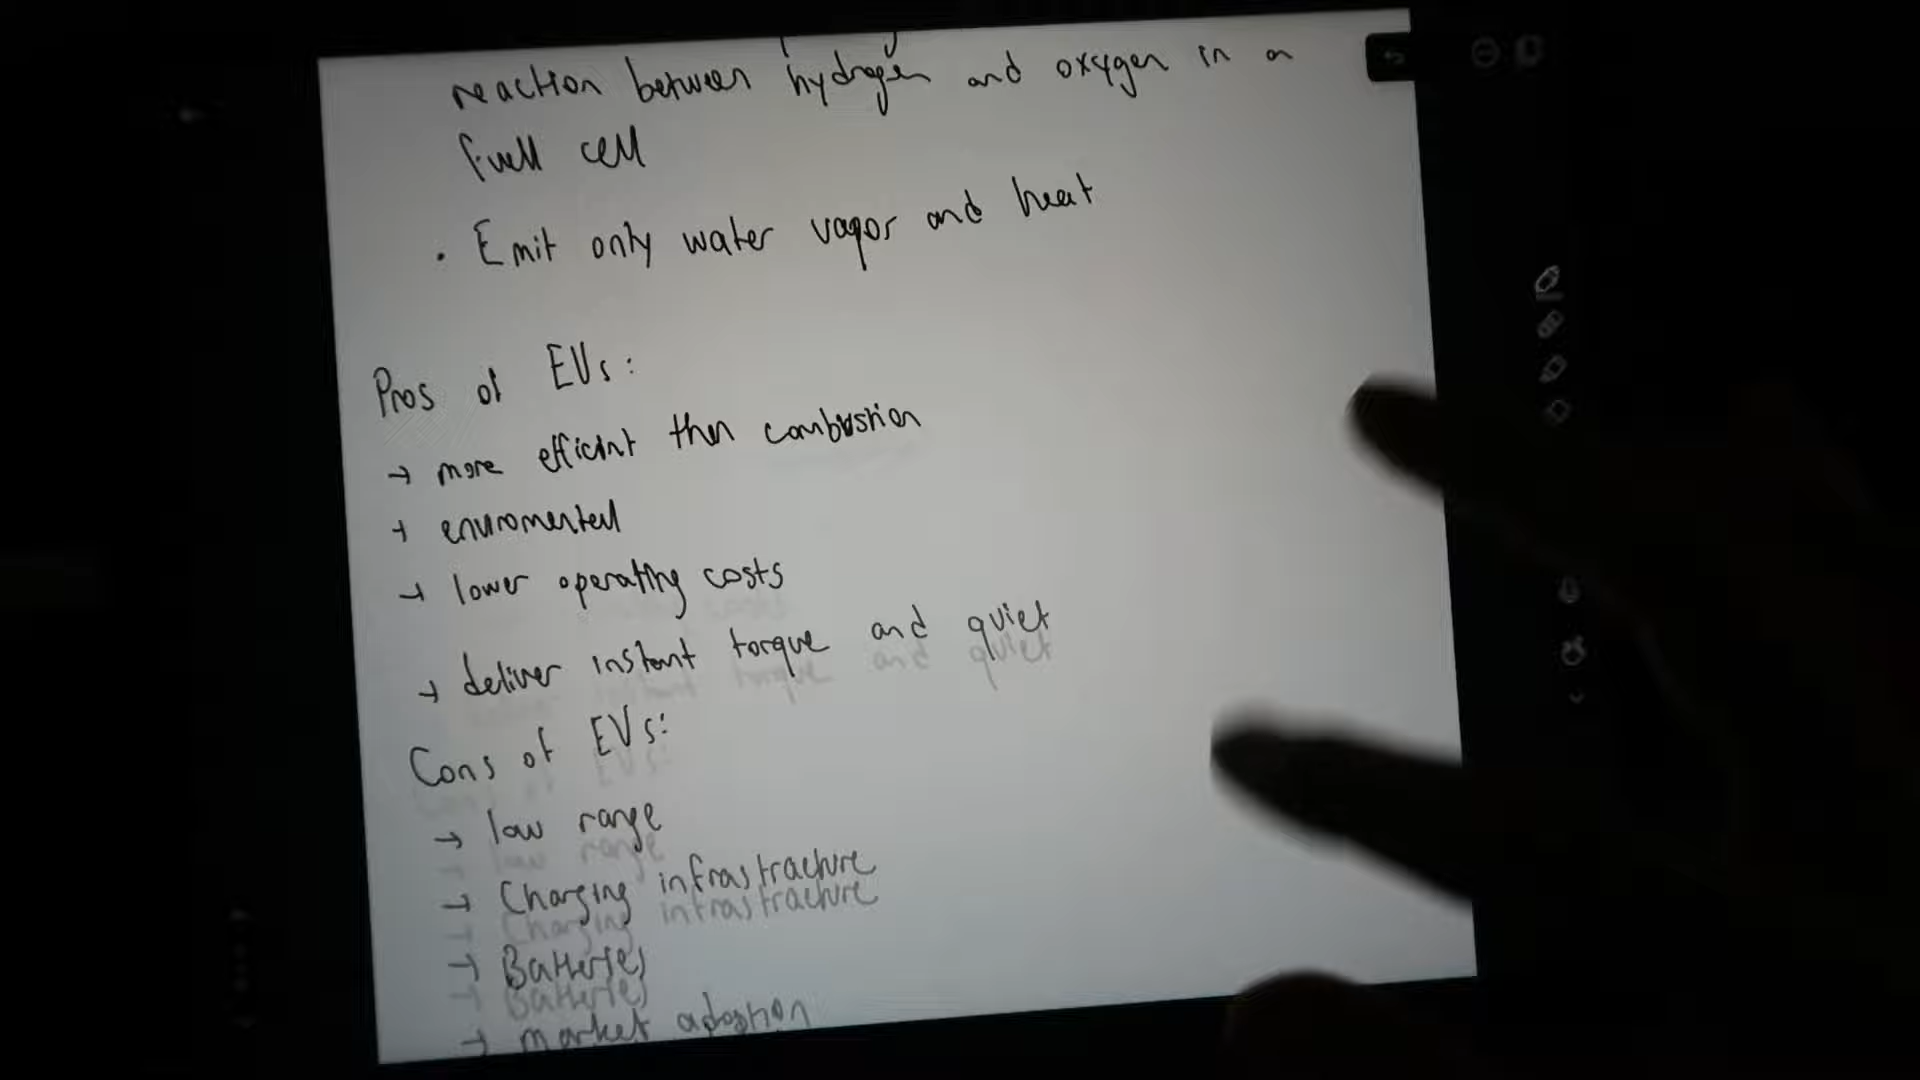 reaction between hydrogen and oxygen in a
fuell cell
· Emit only water vapor and heat
Pros of EVs:
→ more efficint then combustion
→ enviromental
→ lower operating costs
→ deliver instant torque and quiet
Cons of EVs:
→ low range
→ Charging infrastracture
→ Batteries
→ market adoption